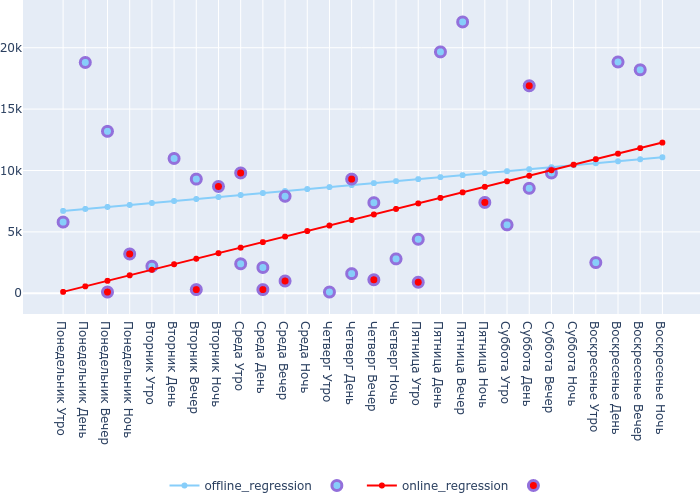 20k
15k
10k
5k
0
Понедельник Утро
Понедельник День
Понедельник Вечер
Понедельник Ночь
Вторник Утро
Вторник День
Вторник Вечер
Вторник Ночь
Среда Утро
Среда День
Среда Вечер
Среда Ночь
Четверг Утро
Четверг День
Четверг Вечер
Четверг Ночь
Пятница Утро
Пятница День
Пятница Вечер
Пятница Ночь
Суббота Утро
Суббота День
Суббота Вечер
Суббота Ночь
Воскресенье Утро
Воскресенье День
Воскресенье Вечер
Воскресенье Ночь
offline_regression
online_regression